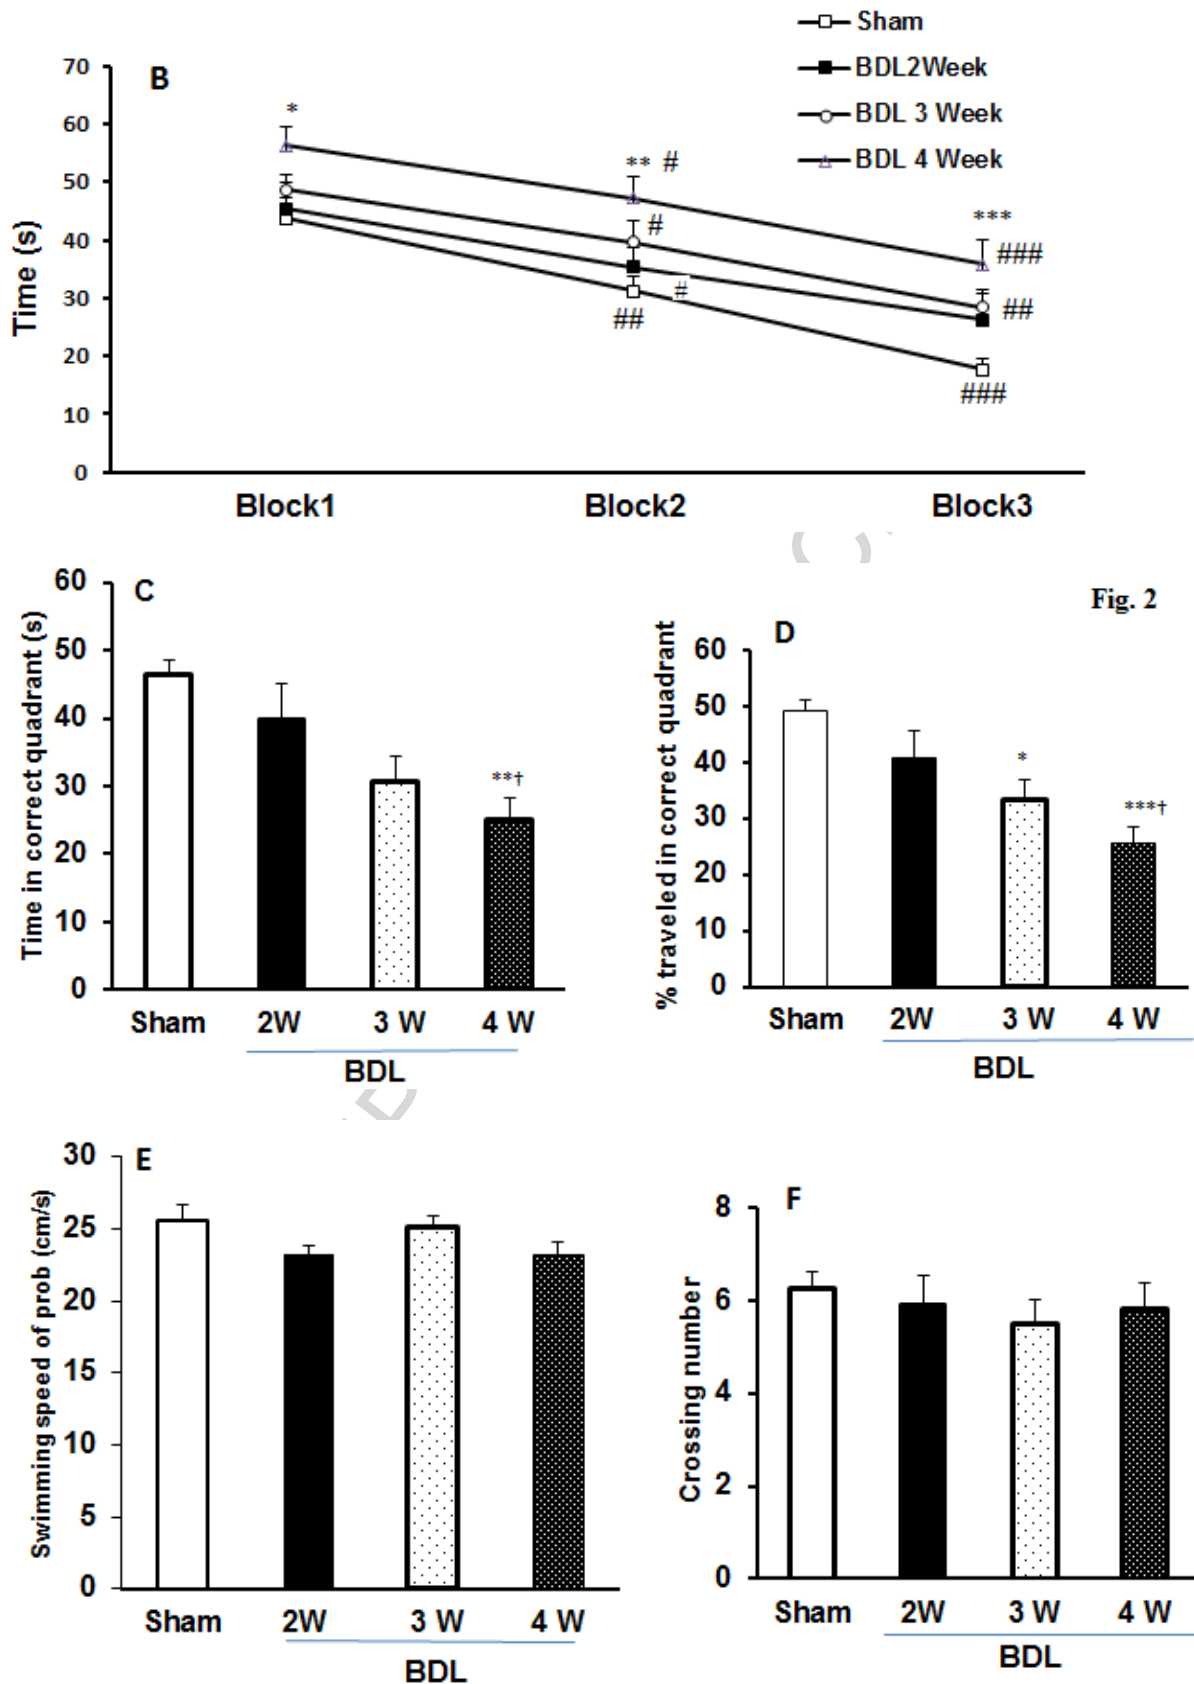 Sham
BDL2Week
BDL 3 Week
BDL 4 Week
B
Time (s)
70
60
50
40
30
20
10
0
*
** #
#
#
##
***
###
##
###
Block1 Block2 Block3
Fig. 2
C
Time in correct quadrant (s)
60
50
40
30
20
10
0
**†
Sham 2W 3 W 4 W
BDL
D
% traveled in correct quadrant
60
50
40
30
20
10
0
*
***†
Sham 2W 3 W 4 W
BDL
E
Swimming speed of prob (cm/s)
30
25
20
15
10
5
0
Sham 2W 3 W 4 W
BDL
F
Crossing number
8
6
4
2
0
Sham 2W 3 W 4 W
BDL